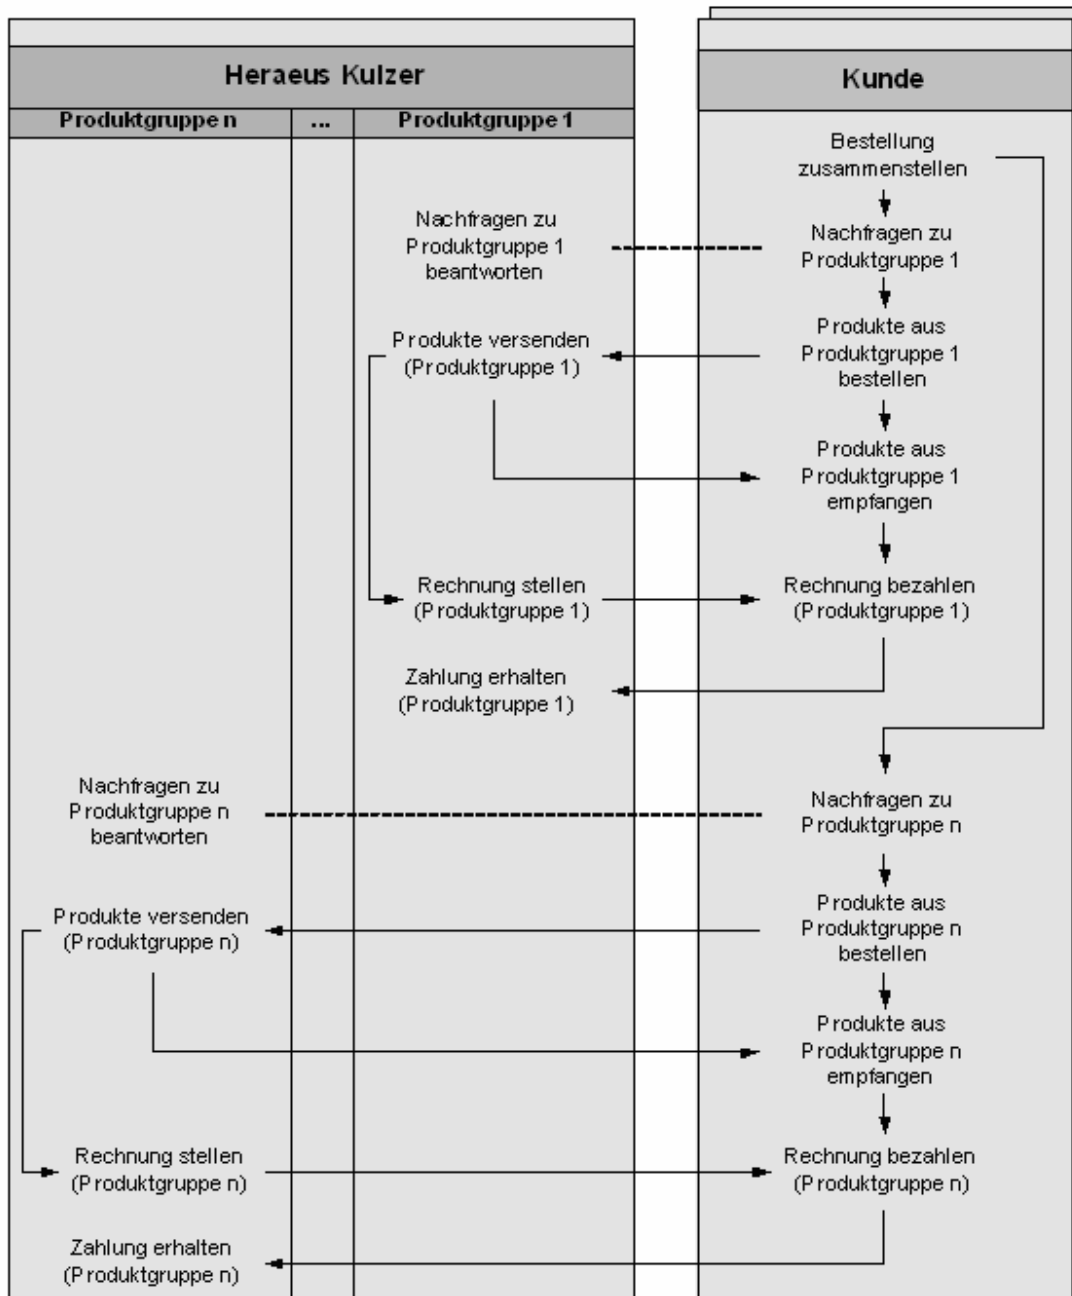 Heraeus Kulzer
Kunde
Produktgruppe n
...
Produktgruppe 1
Bestellung
zusammenstellen
Nachfragen zu
Produktgruppe 1
beantworten
Nachfragen zu
Produktgruppe 1
Produkte versenden
(Produktgruppe 1)
Produkte aus
Produktgruppe 1
bestellen
Produkte aus
Produktgruppe 1
empfangen
Rechnung stellen
(Produktgruppe 1)
Rechnung bezahlen
(Produktgruppe 1)
Zahlung erhalten
(Produktgruppe 1)
Nachfragen zu
Produktgruppe n
beantworten
Nachfragen zu
Produktgruppe n
Produkte versenden
(Produktgruppe n)
Produkte aus
Produktgruppe n
bestellen
Produkte aus
Produktgruppe n
empfangen
Rechnung stellen
(Produktgruppe n)
Rechnung bezahlen
(Produktgruppe n)
Zahlung erhalten
(Produktgruppe n)